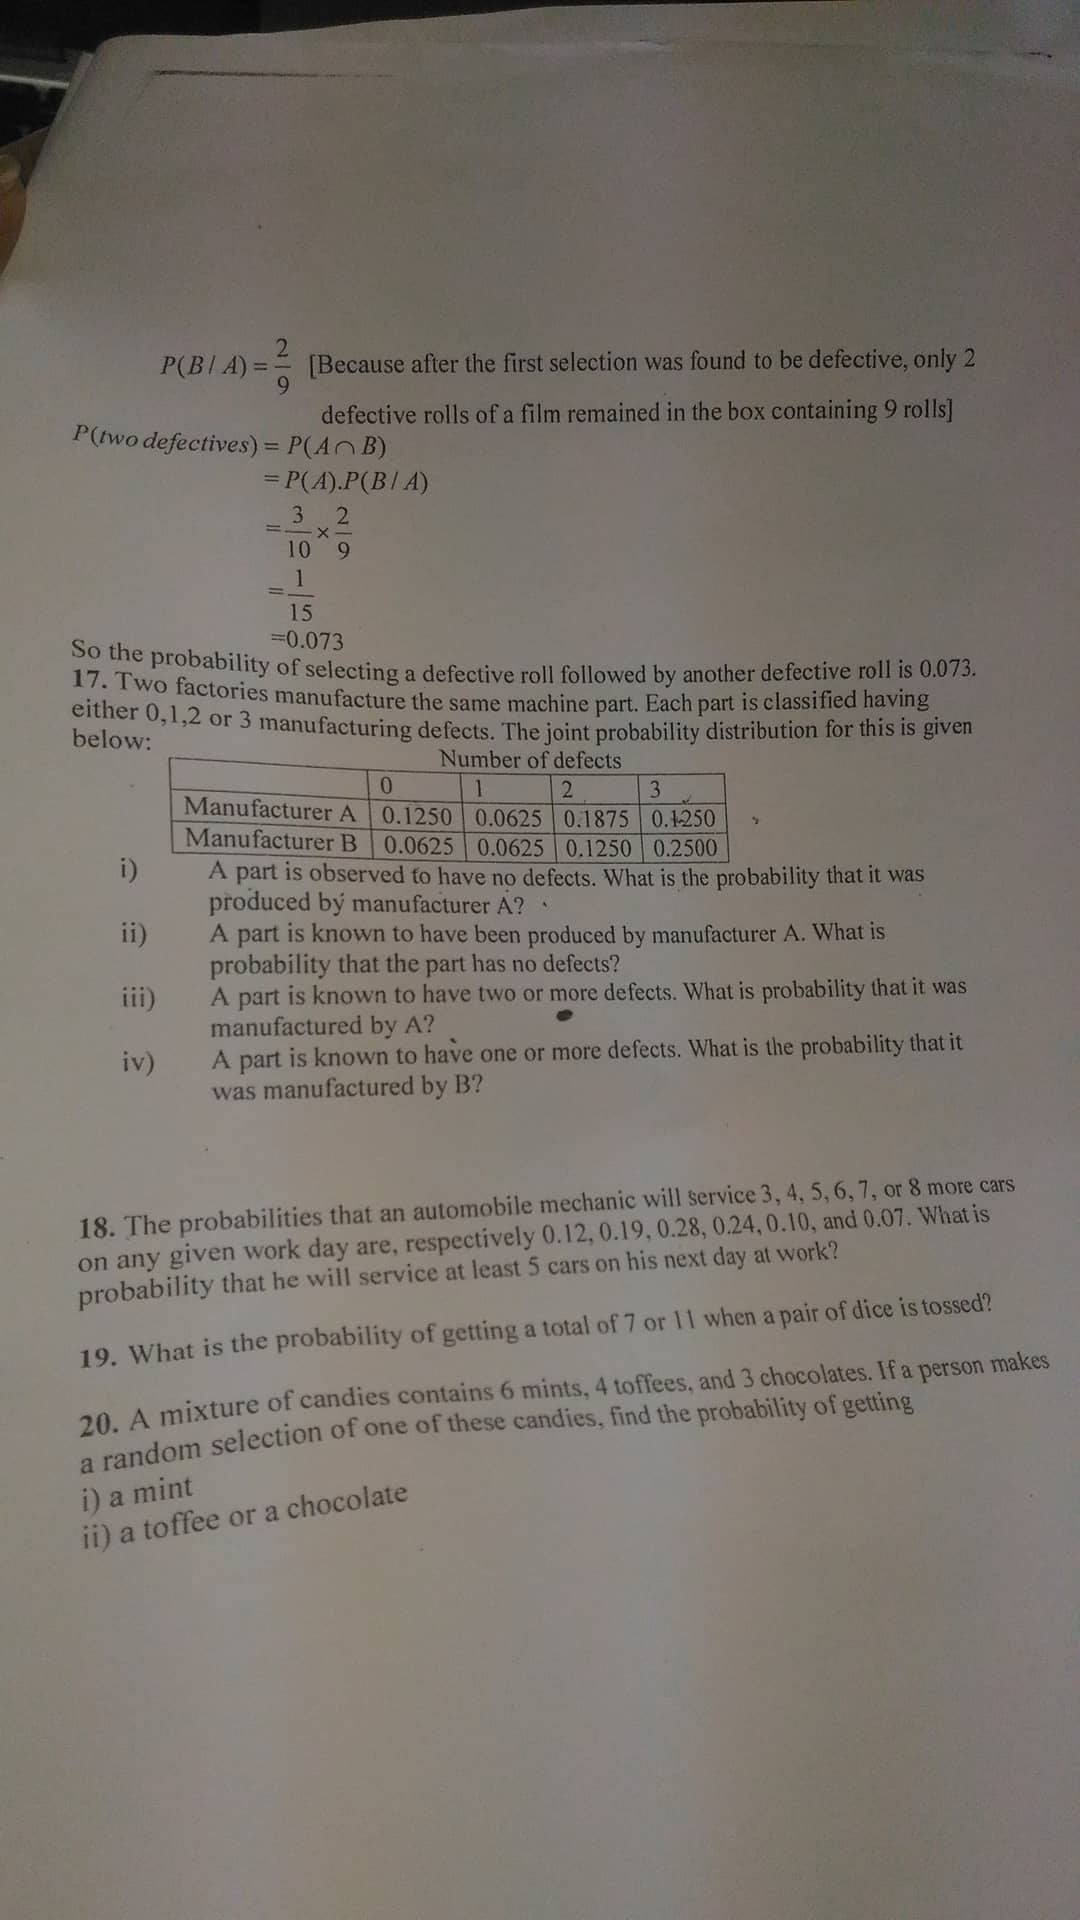 P(B/A) = 2/9 [Because after the first selection was found to be defective, only 2
defective rolls of a film remained in the box containing 9 rolls]
P(two defectives) = P(A∩B)
= P(A).P(B/A)
= 3/10 × 2/9
= 1/15
=0.073
So the probability of selecting a defective roll followed by another defective roll is 0.073.
17. Two factories manufacture the same machine part. Each part is classified having
either 0,1,2 or 3 manufacturing defects. The joint probability distribution for this is given
below:
Number of defects
0 1 2 3
Manufacturer A 0.1250 0.0625 0.1875 0.1250
Manufacturer B 0.0625 0.0625 0.1250 0.2500
i) A part is observed to have no defects. What is the probability that it was
produced by manufacturer A?
ii) A part is known to have been produced by manufacturer A. What is
probability that the part has no defects?
iii) A part is known to have two or more defects. What is probability that it was
manufactured by A?
iv) A part is known to have one or more defects. What is the probability that it
was manufactured by B?
18. The probabilities that an automobile mechanic will service 3, 4, 5, 6, 7, or 8 more cars
on any given work day are, respectively 0.12, 0.19, 0.28, 0.24, 0.10, and 0.07. What is
probability that he will service at least 5 cars on his next day at work?
19. What is the probability of getting a total of 7 or 11 when a pair of dice is tossed?
20. A mixture of candies contains 6 mints, 4 toffees, and 3 chocolates. If a person makes
a random selection of one of these candies, find the probability of getting
i) a mint
ii) a toffee or a chocolate